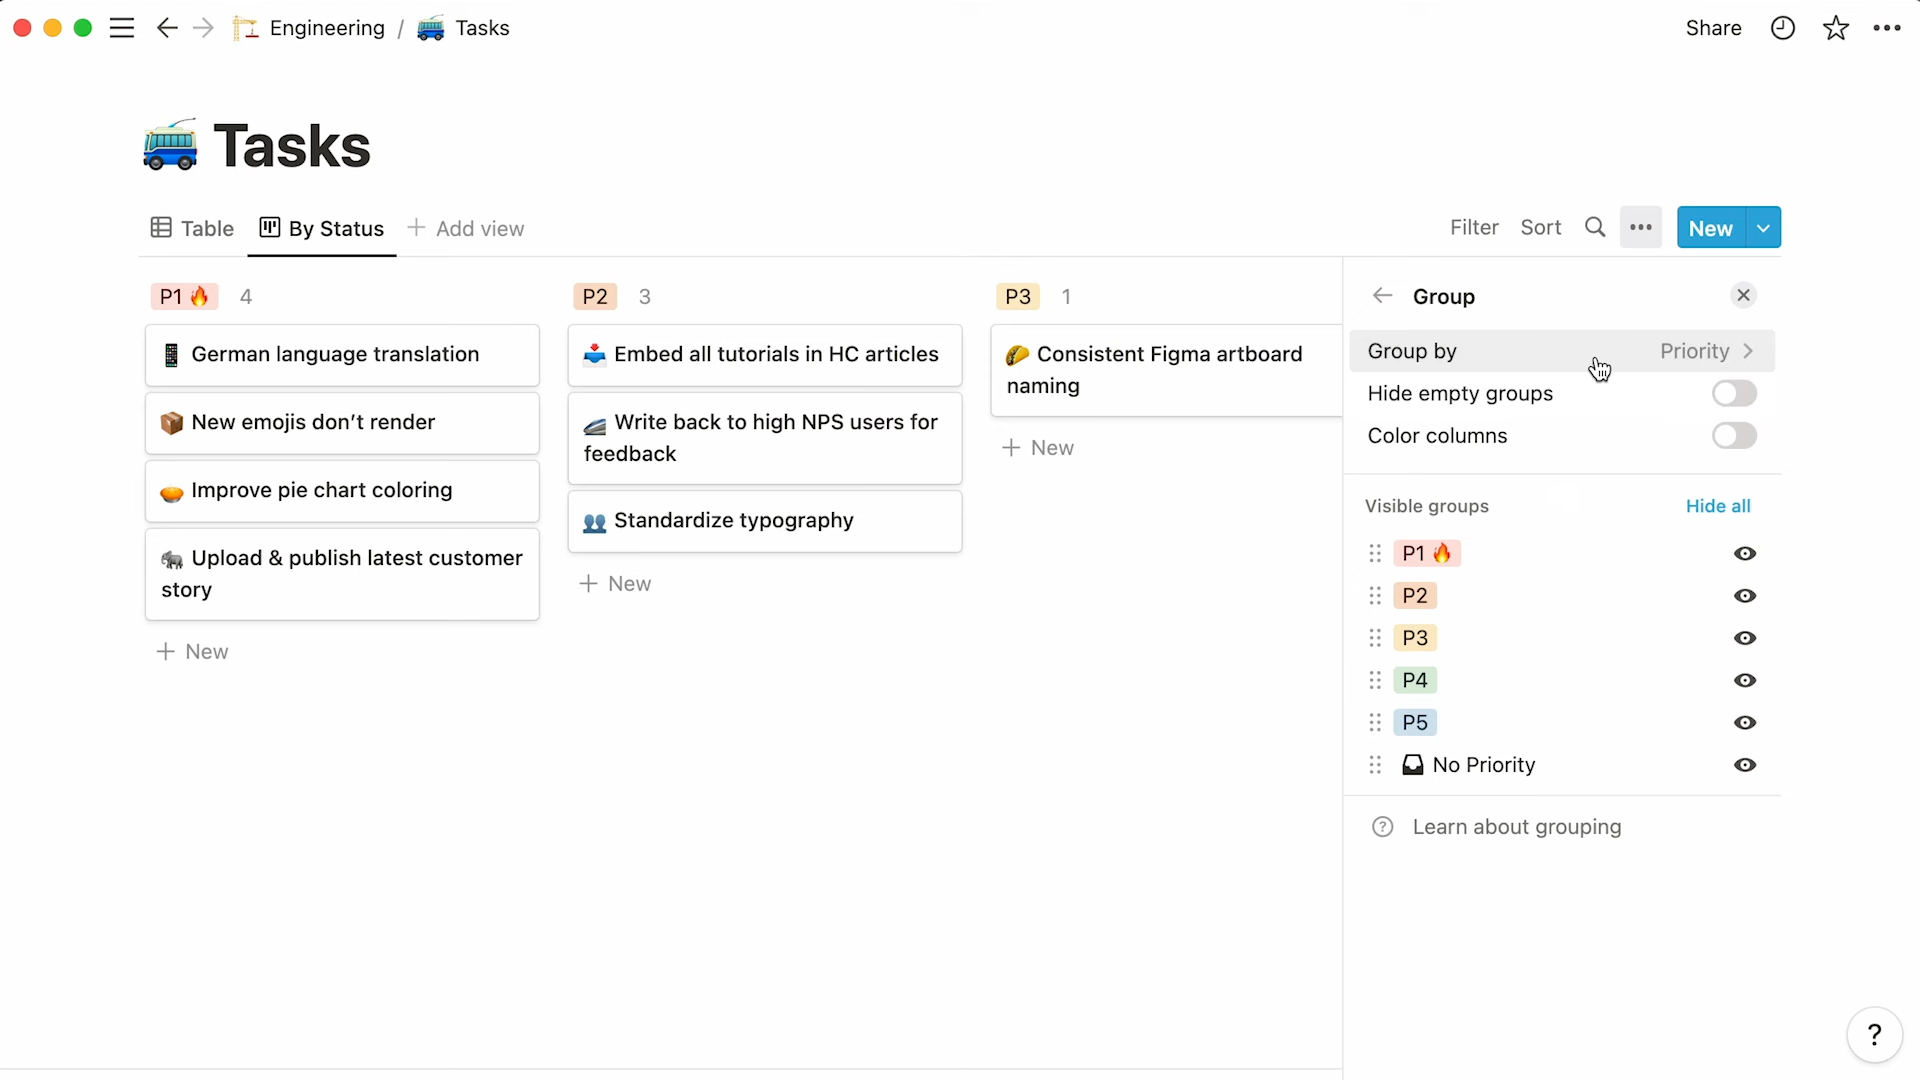 Engineering / Tasks
Share
Tasks
Table By Status + Add view
Filter Sort New
P1 🔥 4
German language translation
New emojis don't render
Improve pie chart coloring
Upload & publish latest customer
story
+ New
P2 3
Embed all tutorials in HC articles
Write back to high NPS users for
feedback
Standardize typography
+ New
P3 1
Consistent Figma artboard
naming
+ New
Group
Group by Priority
Hide empty groups
Color columns
Visible groups Hide all
P1 🔥
P2
P3
P4
P5
No Priority
? Learn about grouping
?